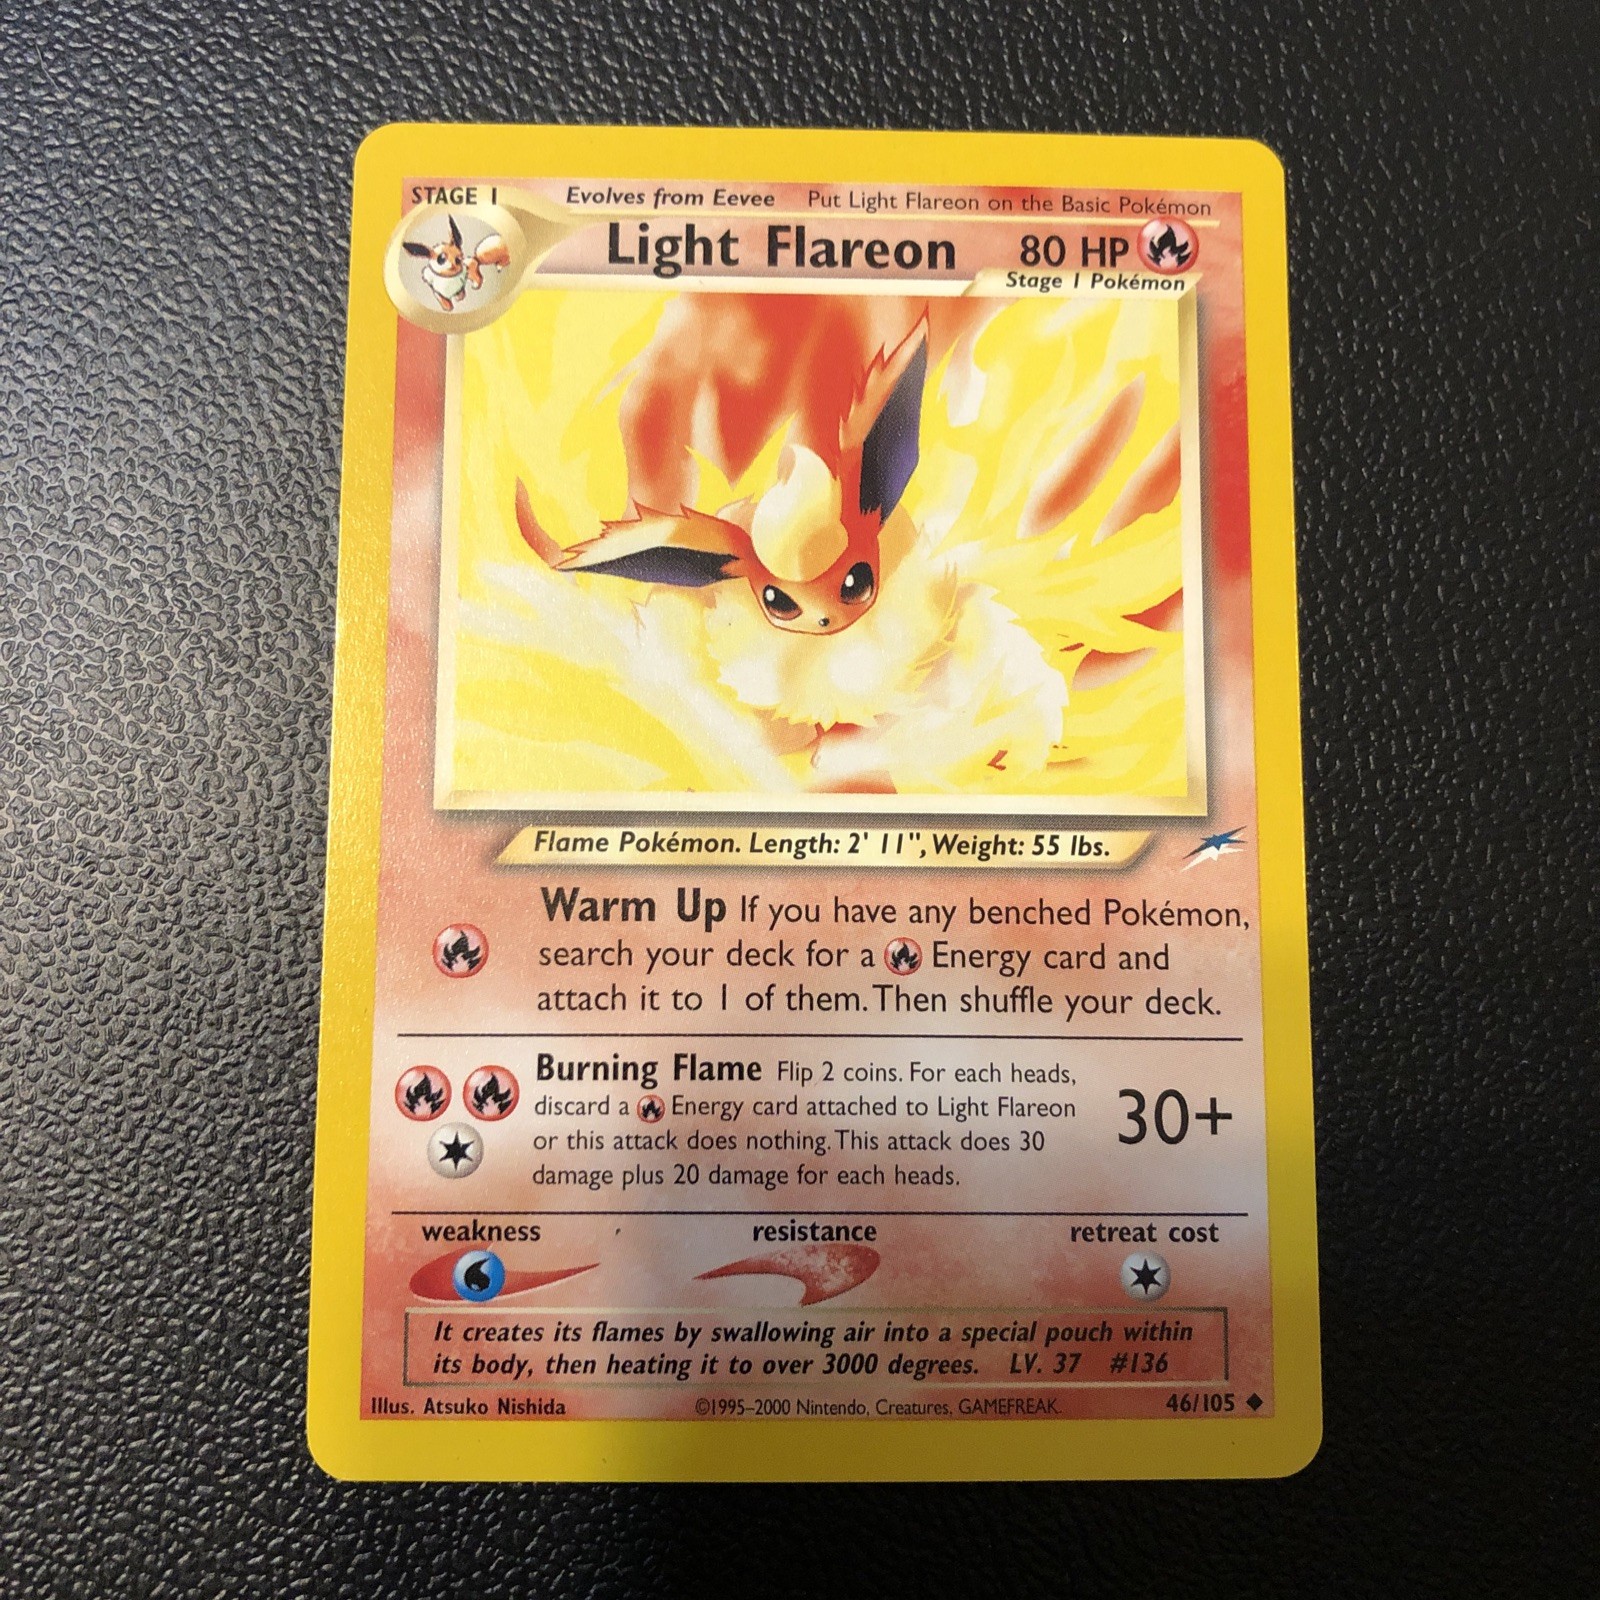 STAGE 1 Evolves from Eevee Put Light Flareon on the Basic Pokémon
Light Flareon 80 HP
Stage 1 Pokémon
Flame Pokémon. Length: 2' 11", Weight: 55 lbs.
Warm Up If you have any benched Pokémon,
search your deck for a Energy card and
attach it to 1 of them. Then shuffle your deck.
Burning Flame Flip 2 coins. For each heads,
discard a Energy card attached to Light Flareon
or this attack does nothing. This attack does 30
damage plus 20 damage for each heads.
30+
weakness resistance retreat cost
It creates its flames by swallowing air into a special pouch within
its body, then heating it to over 3000 degrees. LV. 37 #136
Illus. Atsuko Nishida ©1995–2000 Nintendo, Creatures, GAMEFREAK. 46/105